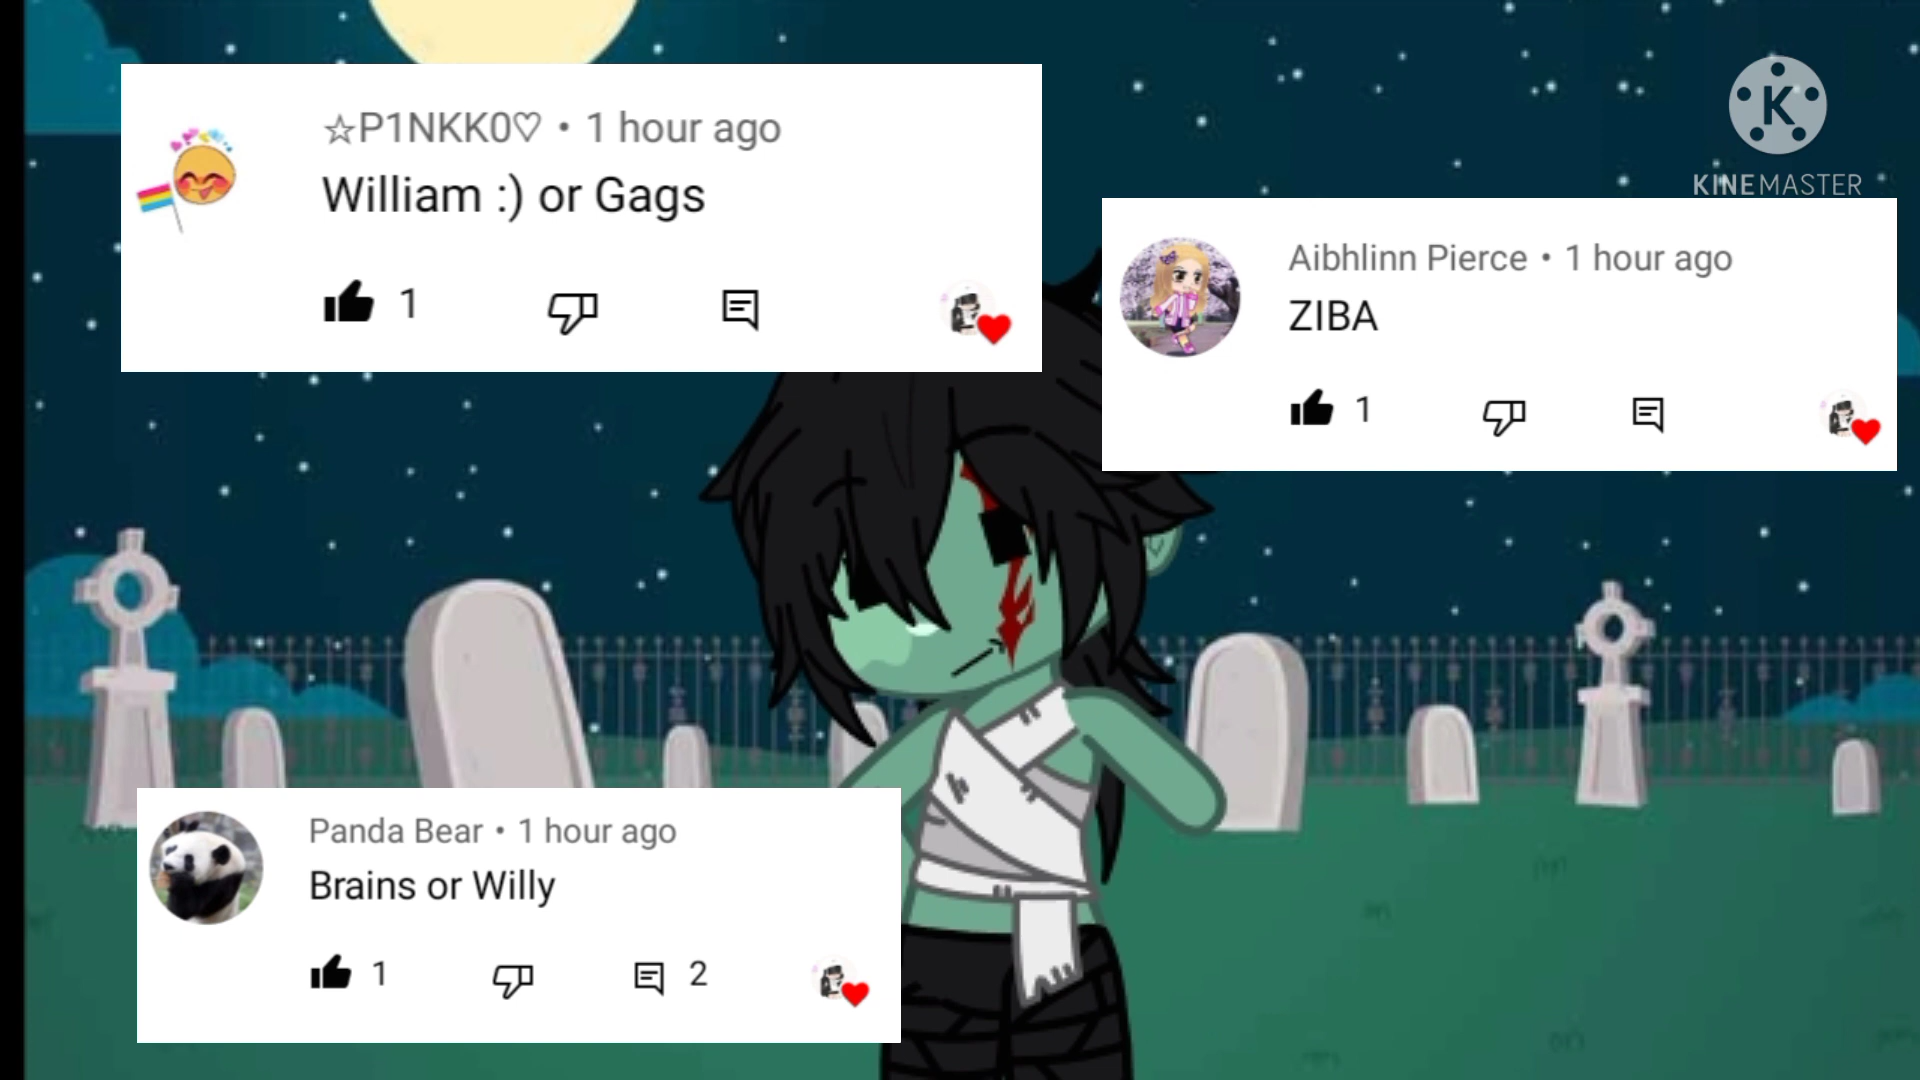 ☆P1NKK0♡ • 1 hour ago
William :) or Gags
1
KINEMASTER
Aibhlinn Pierce • 1 hour ago
ZIBA
1
Panda Bear • 1 hour ago
Brains or Willy
1 2